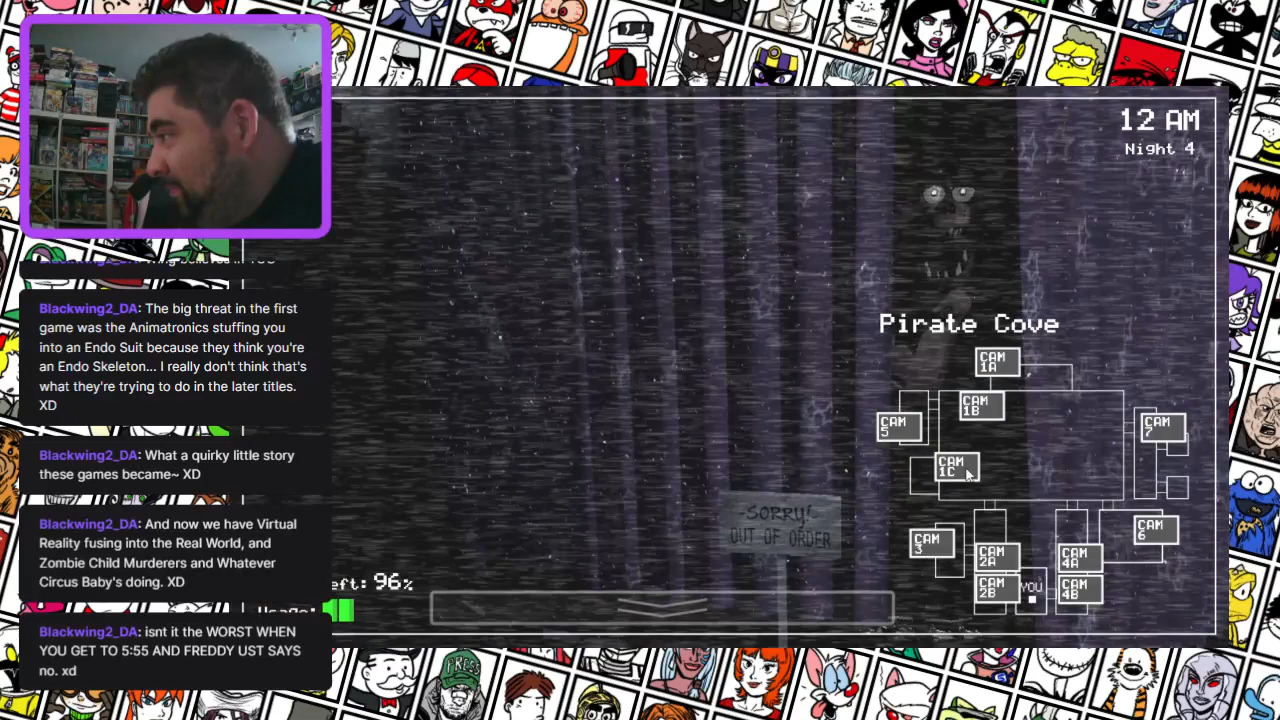 12 AM
Night 4
Blackwing2_DA: The big threat in the first
game was the Animatronics stuffing you
into an Endo Suit because they think you're
an Endo Skeleton... I really don't think that's
what they're trying to do in the later titles.
XD
Blackwing2_DA: What a quirky little story
these games became~ XD
Blackwing2_DA: And now we have Virtual
Reality fusing into the Real World, and
Zombie Child Murderers and Whatever
Circus Baby's doing. XD
Blackwing2_DA: isnt it the WORST WHEN
YOU GET TO 5:55 AND FREDDY UST SAYS
no. xd
Pirate Cove
CAM 1A
CAM 1B
CAM 5
CAM 7
CAM 1C
CAM 3
CAM 6
CAM 2A
CAM 4A
CAM 2B
YOU
CAM 4B
-SORRY!-
OUT OF ORDER
eft: 96%
Usage:
PRESS